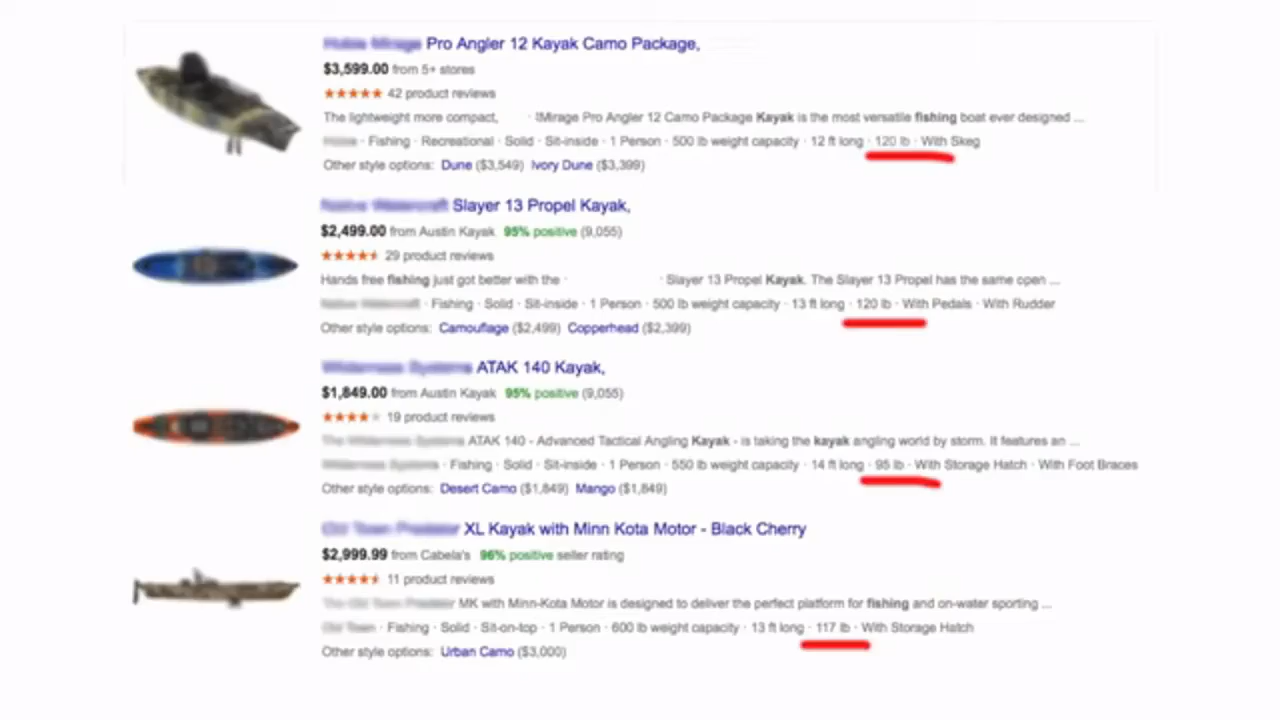 Pro Angler 12 Kayak Camo Package,
$3,599.00 from 5+ stores
42 product reviews
The lightweight more compact, Mirage Pro Angler 12 Camo Package Kayak is the most versatile fishing boat ever designed ...
· Fishing · Recreational · Solid · Sit-inside · 1 Person · 500 lb weight capacity · 12 ft long · 120 lb · With Skeg
Other style options: Dune ($3,549) Ivory Dune ($3,399)
Slayer 13 Propel Kayak,
$2,499.00 from Austin Kayak 95% positive (9,055)
29 product reviews
Hands free fishing just got better with the · · Slayer 13 Propel Kayak. The Slayer 13 Propel has the same open ...
· Fishing · Solid · Sit-inside · 1 Person · 500 lb weight capacity · 13 ft long · 120 lb · With Pedals · With Rudder
Other style options: Camouflage ($2,499) Copperhead ($2,399)
ATAK 140 Kayak,
$1,849.00 from Austin Kayak 95% positive (9,055)
19 product reviews
ATAK 140 - Advanced Tactical Angling Kayak - is taking the kayak angling world by storm. It features an ...
· Fishing · Solid · Sit-inside · 1 Person · 550 lb weight capacity · 14 ft long · 95 lb · With Storage Hatch · With Foot Braces
Other style options: Desert Camo ($1,849) Mango ($1,849)
XL Kayak with Minn Kota Motor - Black Cherry
$2,999.99 from Cabela's 96% positive seller rating
11 product reviews
MK with Minn-Kota Motor is designed to deliver the perfect platform for fishing and on-water sporting ...
· Fishing · Solid · Sit-on-top · 1 Person · 600 lb weight capacity · 13 ft long · 117 lb · With Storage Hatch
Other style options: Urban Camo ($3,000)